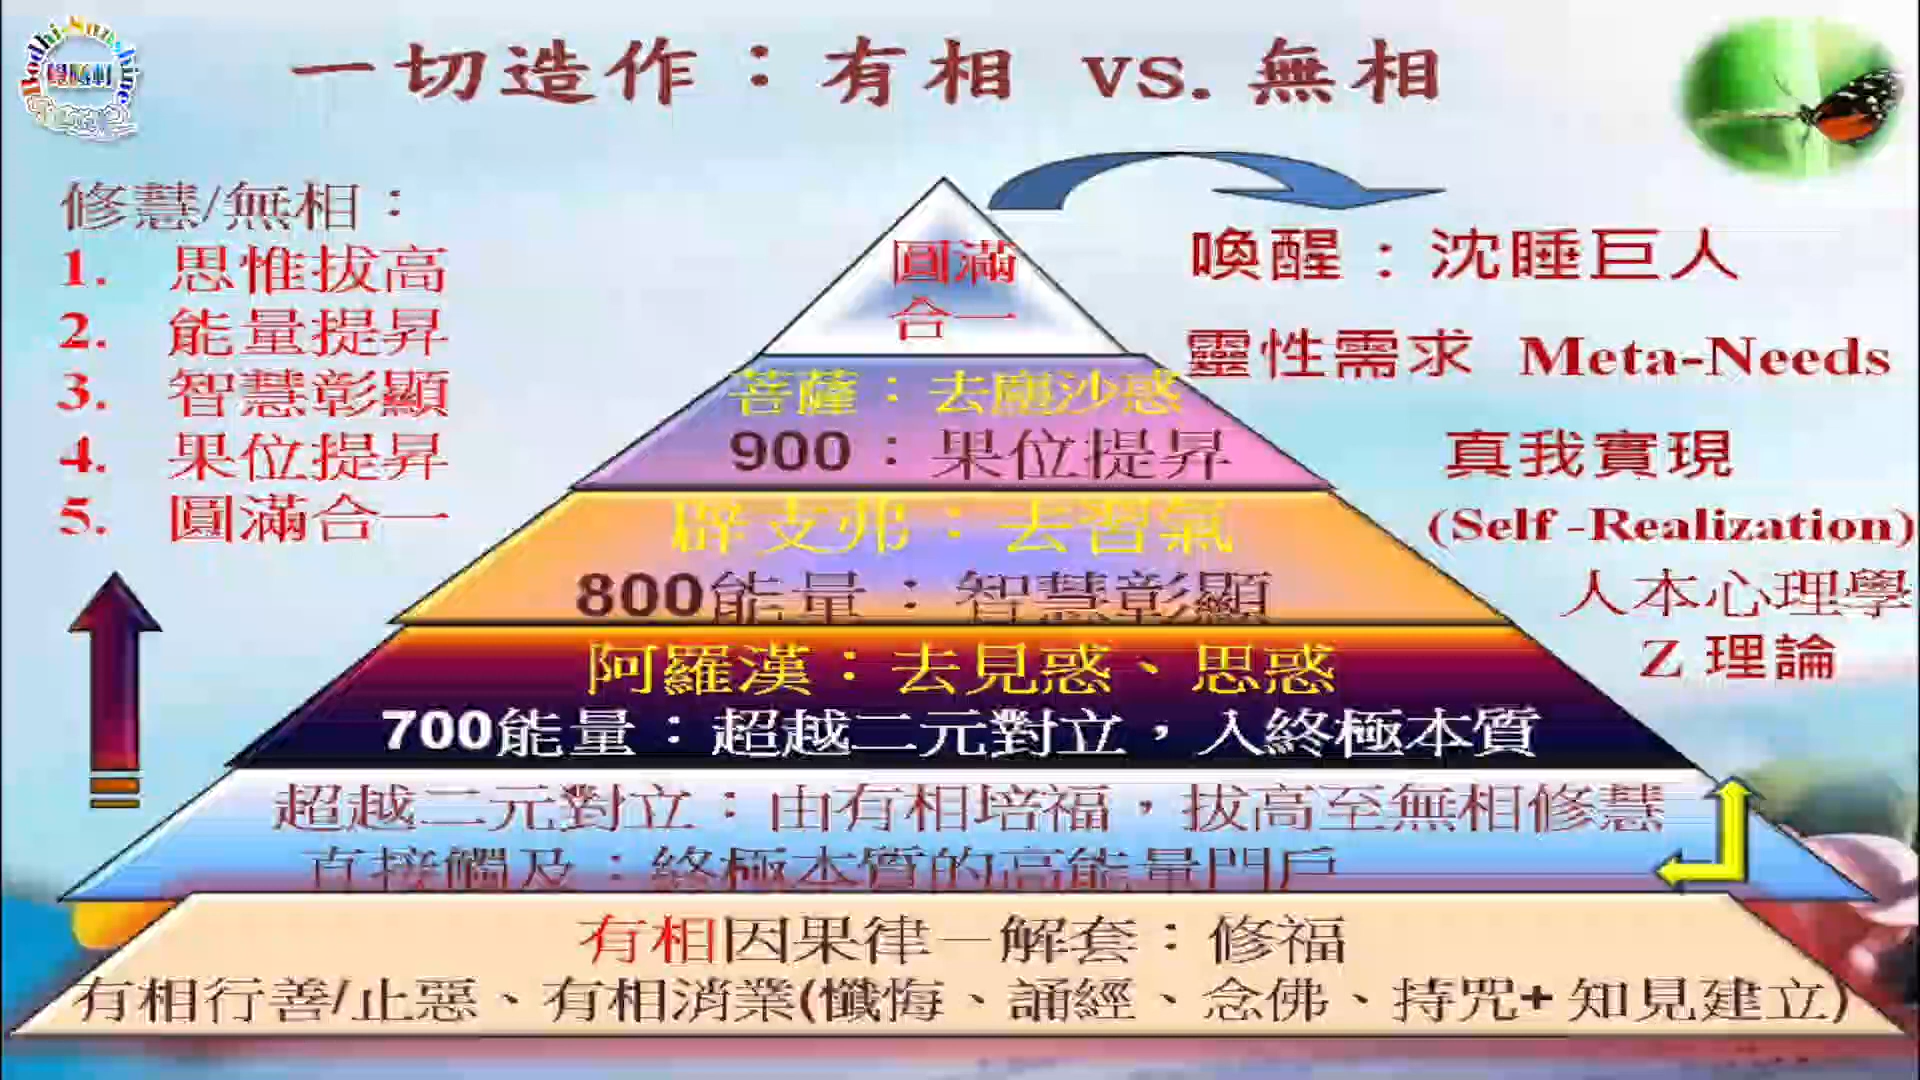 Bodhi Sunshine
覺勝軒
一切造作：有相 vs. 無相
修慧/無相：
1. 思惟拔高
2. 能量提昇
3. 智慧彰顯
4. 果位提昇
5. 圓滿合一
圓滿
合一
菩薩：去塵沙惑
900：果位提昇
辟支弗：去習氣
800能量：智慧彰顯
阿羅漢：去見惑、思惑
700能量：超越二元對立，入終極本質
超越二元對立：由有相培福，拔高至無相修慧
直接觸及：終極本質的高能量門戶
有相因果律－解套：修福
有相行善/止惡、有相消業(懺悔、誦經、念佛、持咒+ 知見建立)
喚醒：沈睡巨人
靈性需求 Meta-Needs
真我實現
(Self -Realization)
人本心理學
Z 理論